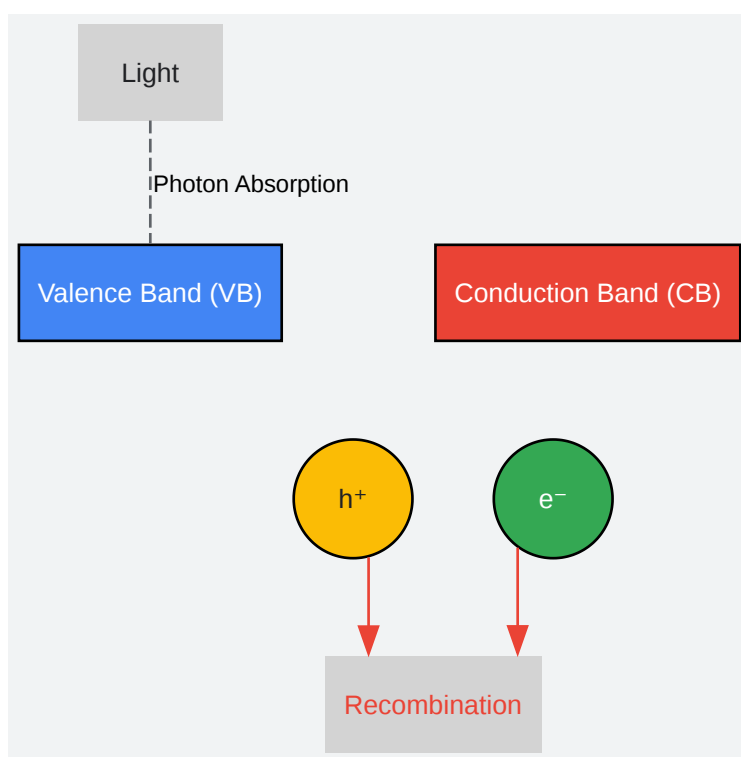 Light
Photon Absorption
Valence Band (VB)
Conduction Band (CB)
h⁺
e⁻
Recombination